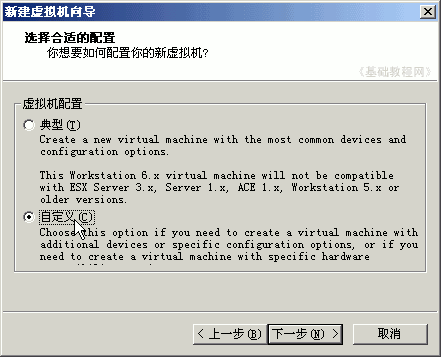 新建虚拟机向导
选择合适的配置
你想要如何配置你的新虚拟机?
《基础教程网》
虚拟机配置
典型(T)
Create a new virtual machine with the most common devices and
configuration options.
This Workstation 6.x virtual machine will not be compatible
with ESX Server 3.x, Server 1.x, ACE 1.x, Workstation 5.x or
older versions.
自定义(C)
Choose this option if you need to create a virtual machine with
additional devices or specific configuration options, or if you
need to create a virtual machine with specific hardware
< 上一步(B) 下一步(N) > 取消